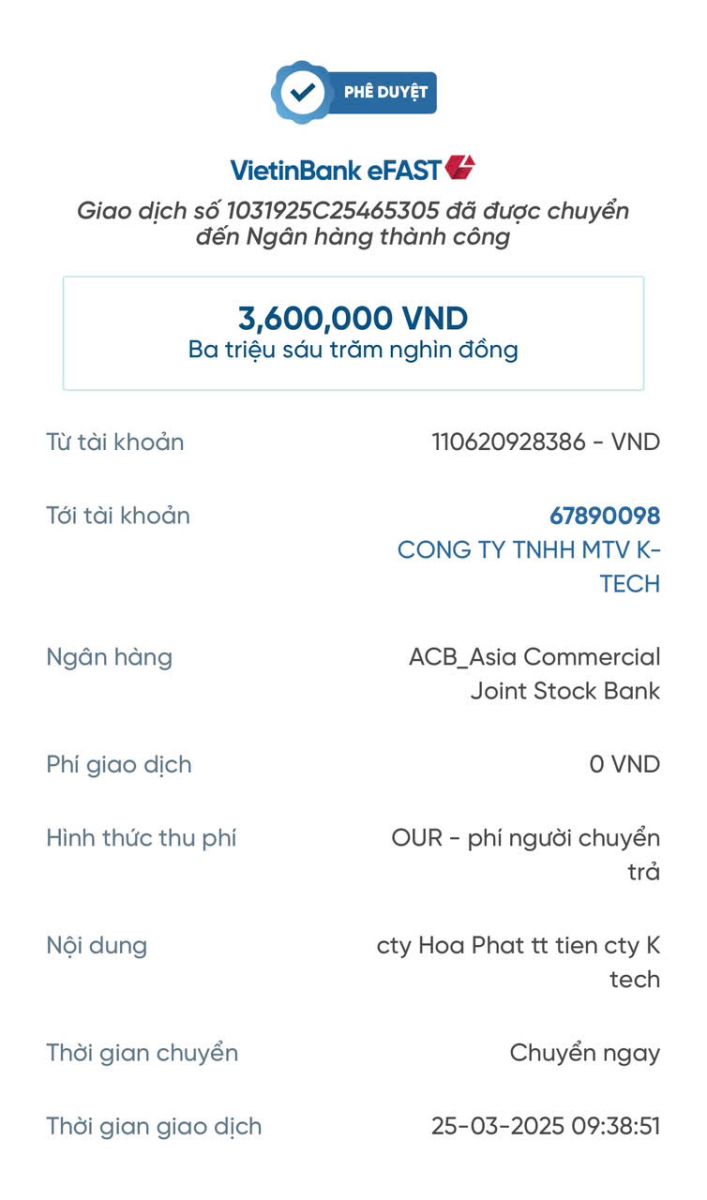 PHÊ DUYỆT
VietinBank eFAST
Giao dịch số 1031925C25465305 đã được chuyển
đến Ngân hàng thành công
3,600,000 VND
Ba triệu sáu trăm nghìn đồng
Từ tài khoản 110620928386 - VND
Tới tài khoản 67890098
CONG TY TNHH MTV K-
TECH
Ngân hàng ACB_Asia Commercial
Joint Stock Bank
Phí giao dịch 0 VND
Hình thức thu phí OUR - phí người chuyển
trả
Nội dung cty Hoa Phat tt tien cty K
tech
Thời gian chuyển Chuyển ngay
Thời gian giao dịch 25-03-2025 09:38:51